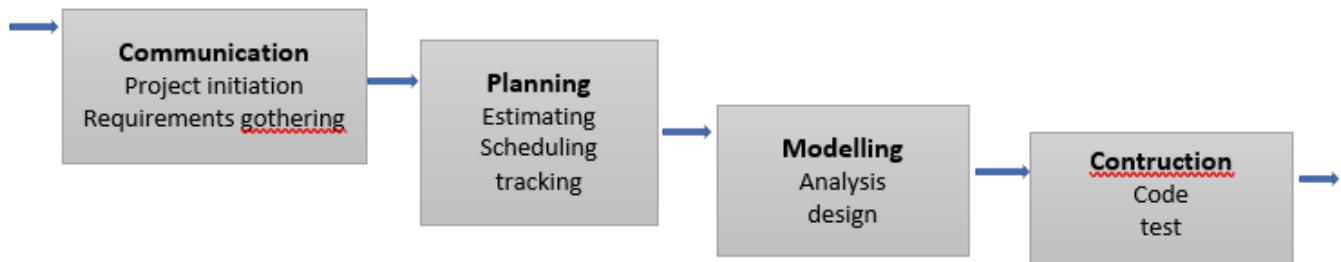 Communication
Project initiation
Requirements gothering
Planning
Estimating
Scheduling
tracking
Modelling
Analysis
design
Contruction
Code
test